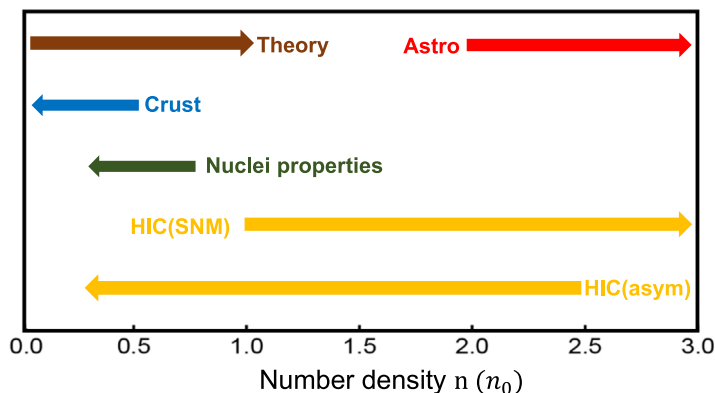 Theory
Astro
Crust
Nuclei properties
HIC(SNM)
HIC(asym)
0.0 0.5 1.0 1.5 2.0 2.5 3.0
Number density n (n₀)